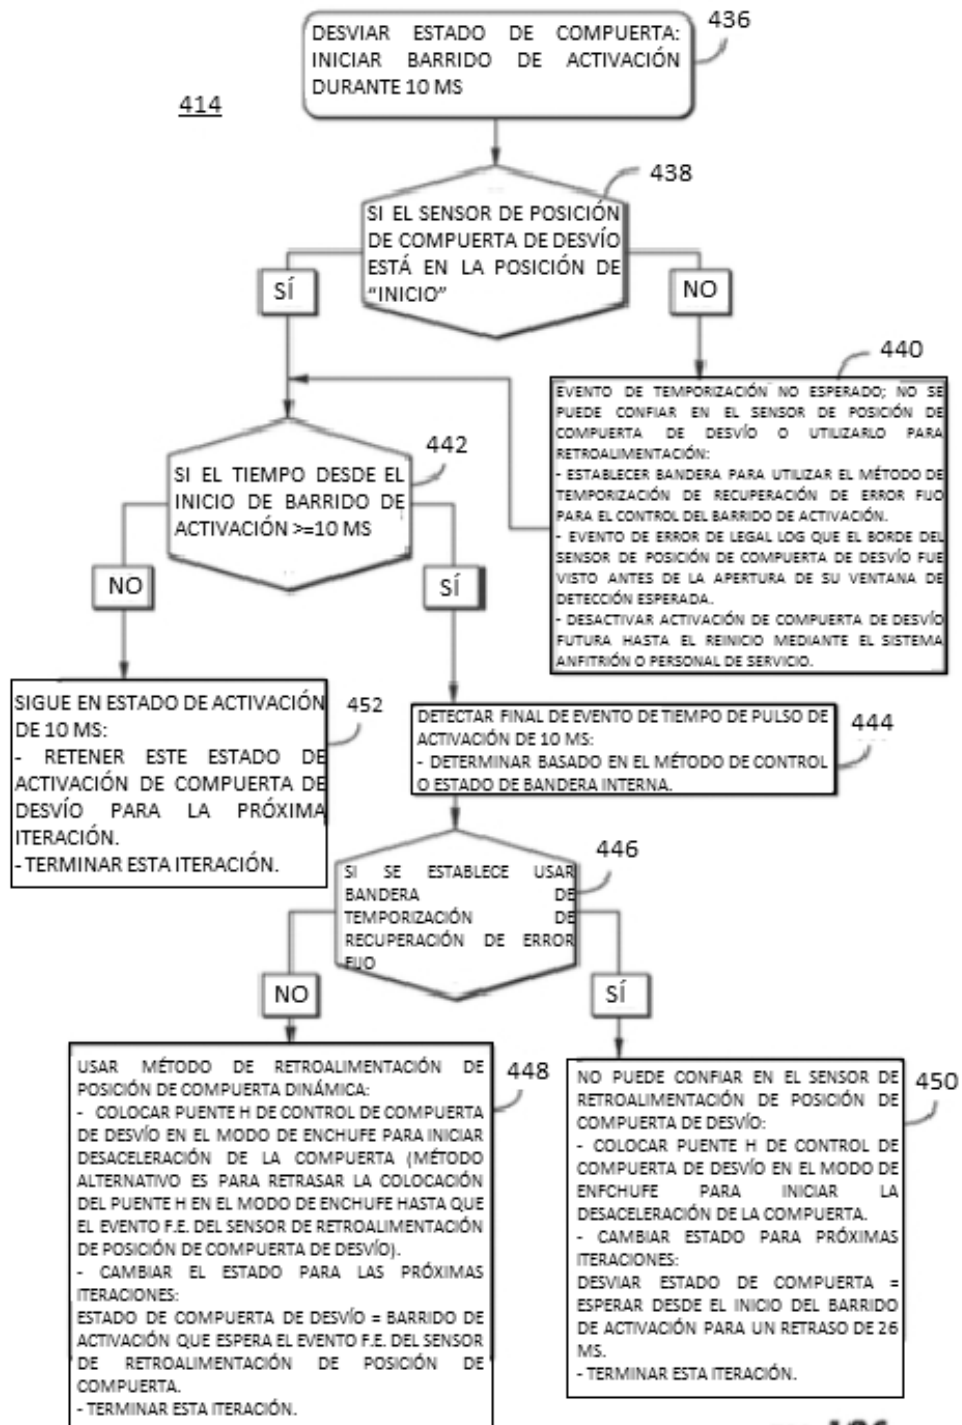 DESVIAR ESTADO DE COMPUERTA:
INICIAR BARRIDO DE ACTIVACIÓN
DURANTE 10 MS
436
414
438
SI EL SENSOR DE POSICIÓN
DE COMPUERTA DE DESVÍO
ESTÁ EN LA POSICIÓN DE
“INICIO”
SÍ
NO
440
EVENTO DE TEMPORIZACIÓN NO ESPERADO; NO SE
PUEDE CONFIAR EN EL SENSOR DE POSICIÓN DE
COMPUERTA DE DESVÍO O UTILIZARLO PARA
RETROALIMENTACIÓN:
- ESTABLECER BANDERA PARA UTILIZAR EL MÉTODO DE
TEMPORIZACIÓN DE RECUPERACIÓN DE ERROR FIJO
PARA EL CONTROL DEL BARRIDO DE ACTIVACIÓN.
- EVENTO DE ERROR DE LEGAL LOG QUE EL BORDE DEL
SENSOR DE POSICIÓN DE COMPUERTA DE DESVÍO FUE
VISTO ANTES DE LA APERTURA DE SU VENTANA DE
DETECCIÓN ESPERADA.
- DESACTIVAR ACTIVACIÓN DE COMPUERTA DE DESVÍO
FUTURA HASTA EL REINICIO MEDIANTE EL SISTEMA
ANFITRIÓN O PERSONAL DE SERVICIO.
442
SI EL TIEMPO DESDE EL
INICIO DE BARRIDO DE
ACTIVACIÓN >=10 MS
NO
SÍ
452
SIGUE EN ESTADO DE ACTIVACIÓN
DE 10 MS:
- RETENER ESTE ESTADO DE
ACTIVACIÓN DE COMPUERTA DE
DESVÍO PARA LA PRÓXIMA
ITERACIÓN.
- TERMINAR ESTA ITERACIÓN.
444
DETECTAR FINAL DE EVENTO DE TIEMPO DE PULSO DE
ACTIVACIÓN DE 10 MS:
- DETERMINAR BASADO EN EL MÉTODO DE CONTROL
O ESTADO DE BANDERA INTERNA.
446
SI SE ESTABLECE USAR
BANDERA DE
TEMPORIZACIÓN DE
RECUPERACIÓN DE ERROR
FIJO
NO
SÍ
448
USAR MÉTODO DE RETROALIMENTACIÓN DE
POSICIÓN DE COMPUERTA DINÁMICA:
- COLOCAR PUENTE H DE CONTROL DE COMPUERTA
DE DESVÍO EN EL MODO DE ENCHUFE PARA INICIAR
DESACELERACIÓN DE LA COMPUERTA (MÉTODO
ALTERNATIVO ES PARA RETRASAR LA COLOCACIÓN
DEL PUENTE H EN EL MODO DE ENCHUFE HASTA QUE
EL EVENTO F.E. DEL SENSOR DE RETROALIMENTACIÓN
DE POSICIÓN DE COMPUERTA DE DESVÍO).
- CAMBIAR EL ESTADO PARA LAS PRÓXIMAS
ITERACIONES:
ESTADO DE COMPUERTA DE DESVÍO = BARRIDO DE
ACTIVACIÓN QUE ESPERA EL EVENTO F.E. DEL SENSOR
DE RETROALIMENTACIÓN DE POSICIÓN DE
COMPUERTA.
- TERMINAR ESTA ITERACIÓN.
450
NO PUEDE CONFIAR EN EL SENSOR DE
RETROALIMENTACIÓN DE POSICIÓN DE
COMPUERTA DE DESVÍO:
- COLOCAR PUENTE H DE CONTROL DE
COMPUERTA DE DESVÍO EN EL MODO DE
ENFCHUFE PARA INICIAR LA
DESACELERACIÓN DE LA COMPUERTA.
- CAMBIAR ESTADO PARA PRÓXIMAS
ITERACIONES:
DESVIAR ESTADO DE COMPUERTA =
ESPERAR DESDE EL INICIO DEL BARRIDO
DE ACTIVACIÓN PARA UN RETRASO DE 26
MS.
- TERMINAR ESTA ITERACIÓN.